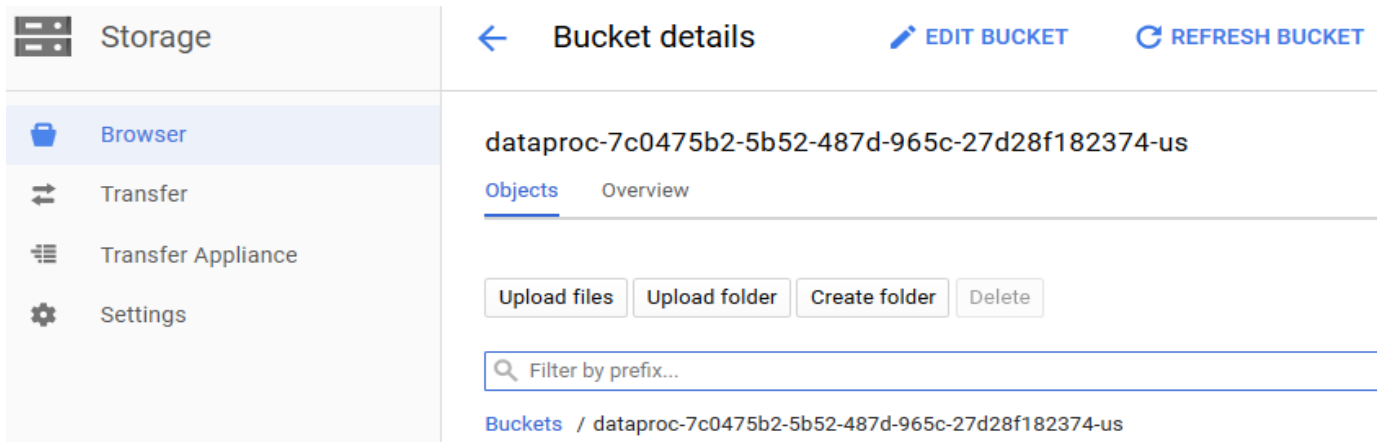 Storage
Bucket details
EDIT BUCKET
REFRESH BUCKET
Browser
Transfer
Transfer Appliance
Settings
dataproc-7c0475b2-5b52-487d-965c-27d28f182374-us
Objects Overview
Upload files Upload folder Create folder Delete
Filter by prefix...
Buckets / dataproc-7c0475b2-5b52-487d-965c-27d28f182374-us